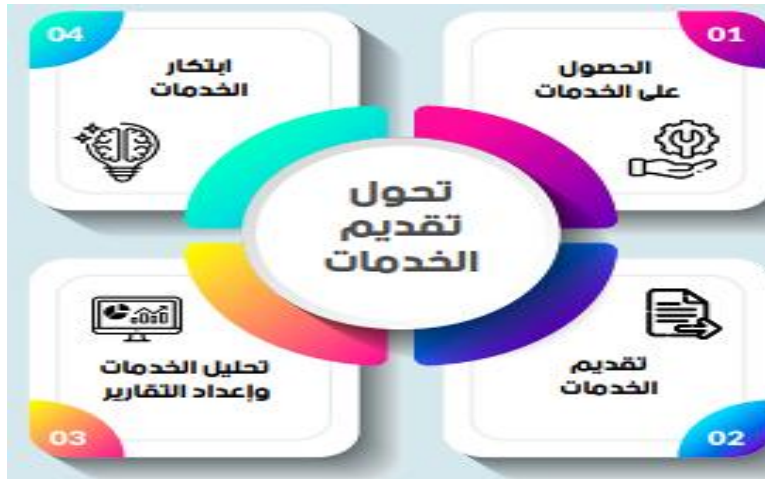 تحول
تقديم
الخدمات
01
الحصول
على الخدمات
02
تقديم
الخدمات
03
تحليل الخدمات
وإعداد التقارير
04
ابتكار
الخدمات